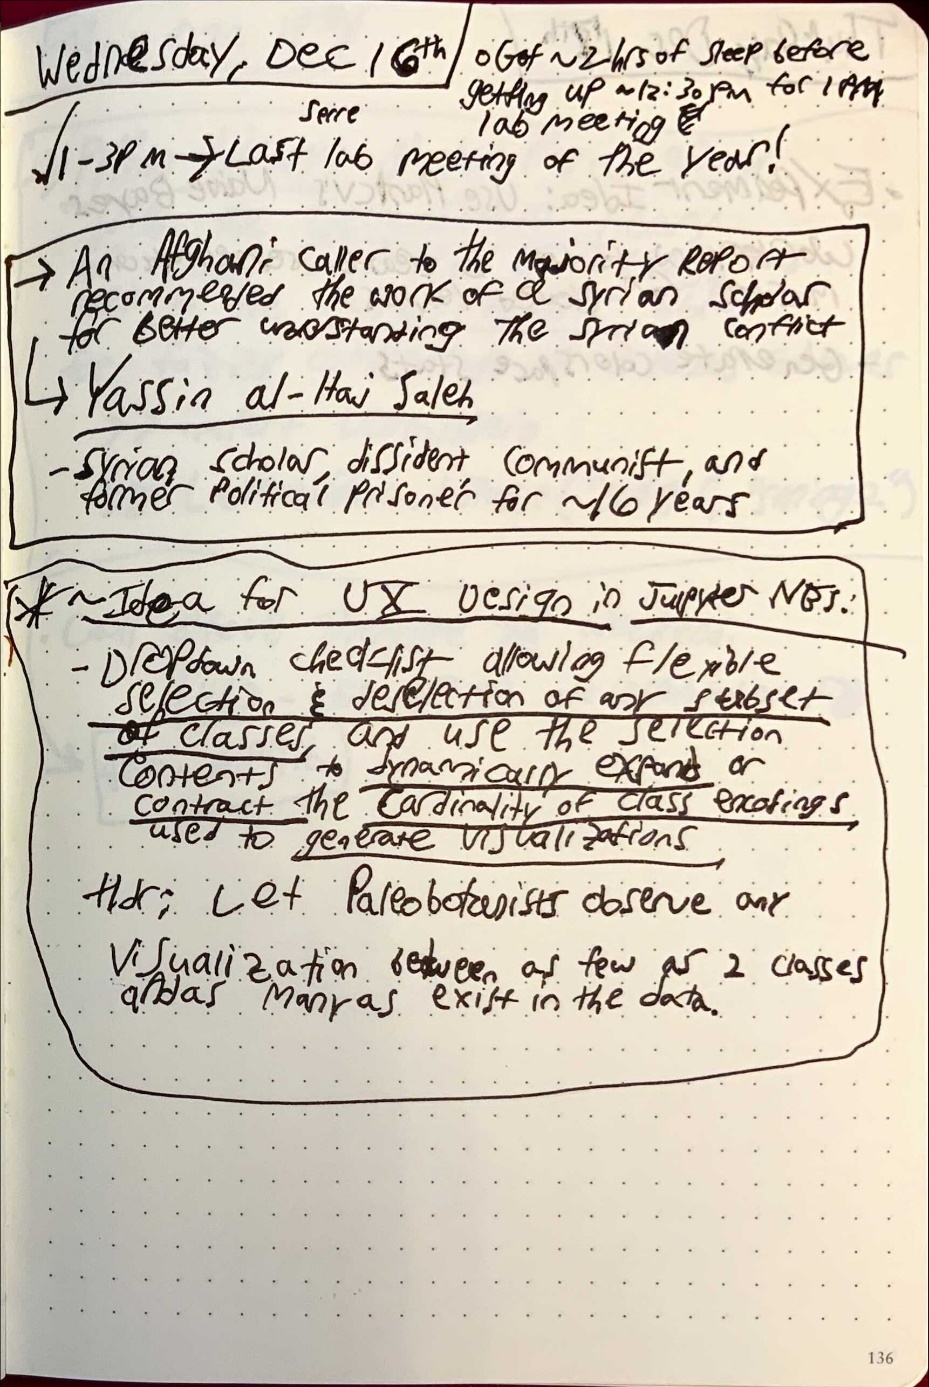 Wednesday, Dec 16th
o Got ~2 hrs of sleep before
getting up ~12:30pm for 1PM
lab meeting
Serre
√ 1-3PM → Last lab meeting of the year!
→ An Afghani caller to the Majority Report
recommended the work of a Syrian scholar
for better understanding the Syrian conflict
↳ Yassin al-Haj Saleh
- Syrian scholar, dissident, communist, and
former Political Prisoner for ~16 years
* ~ Idea for UX Design in Jupyter NBs:
- Dropdown checklist allowing flexible
selection & deselection of any subset
of classes, and use the selection
contents to dynamically expand or
contract the cardinality of class encodings
used to generate visualizations
tldr; Let Paleobotanists observe any
visualization between as few as 2 classes
and as many as exist in the data.
136